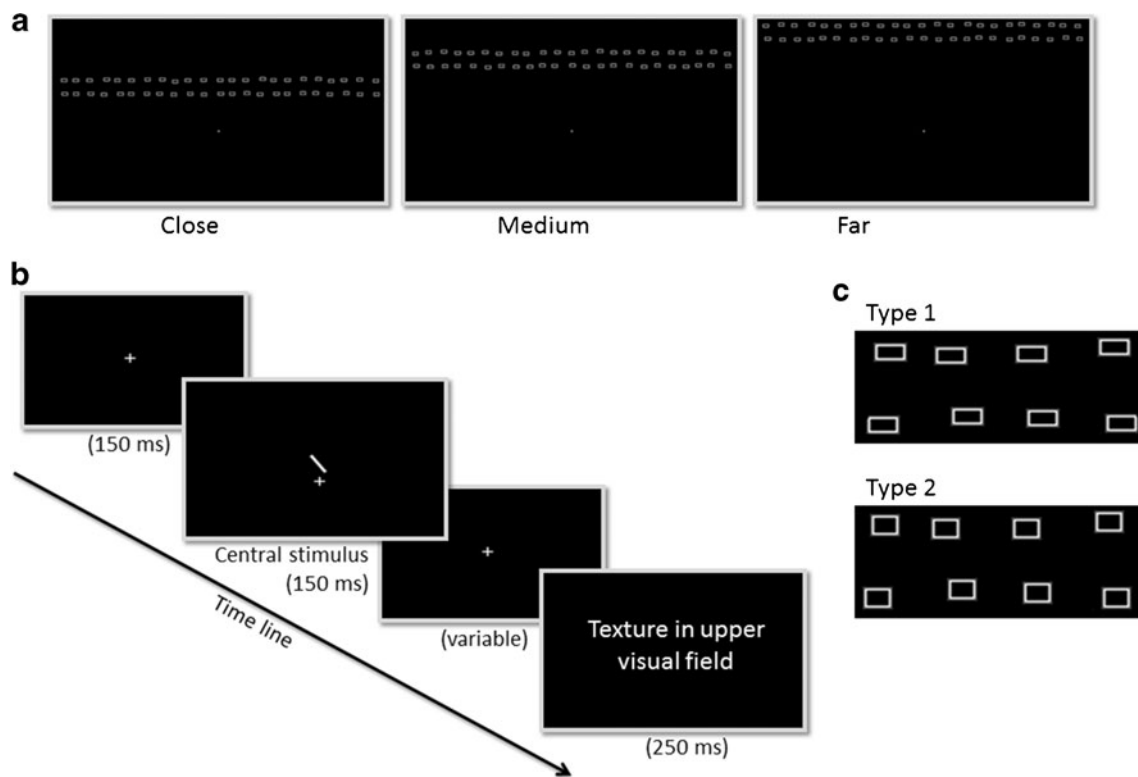 a
Close
Medium
Far
b
(150 ms)
Central stimulus
(150 ms)
(variable)
Time line
Texture in upper
visual field
(250 ms)
c
Type 1
Type 2